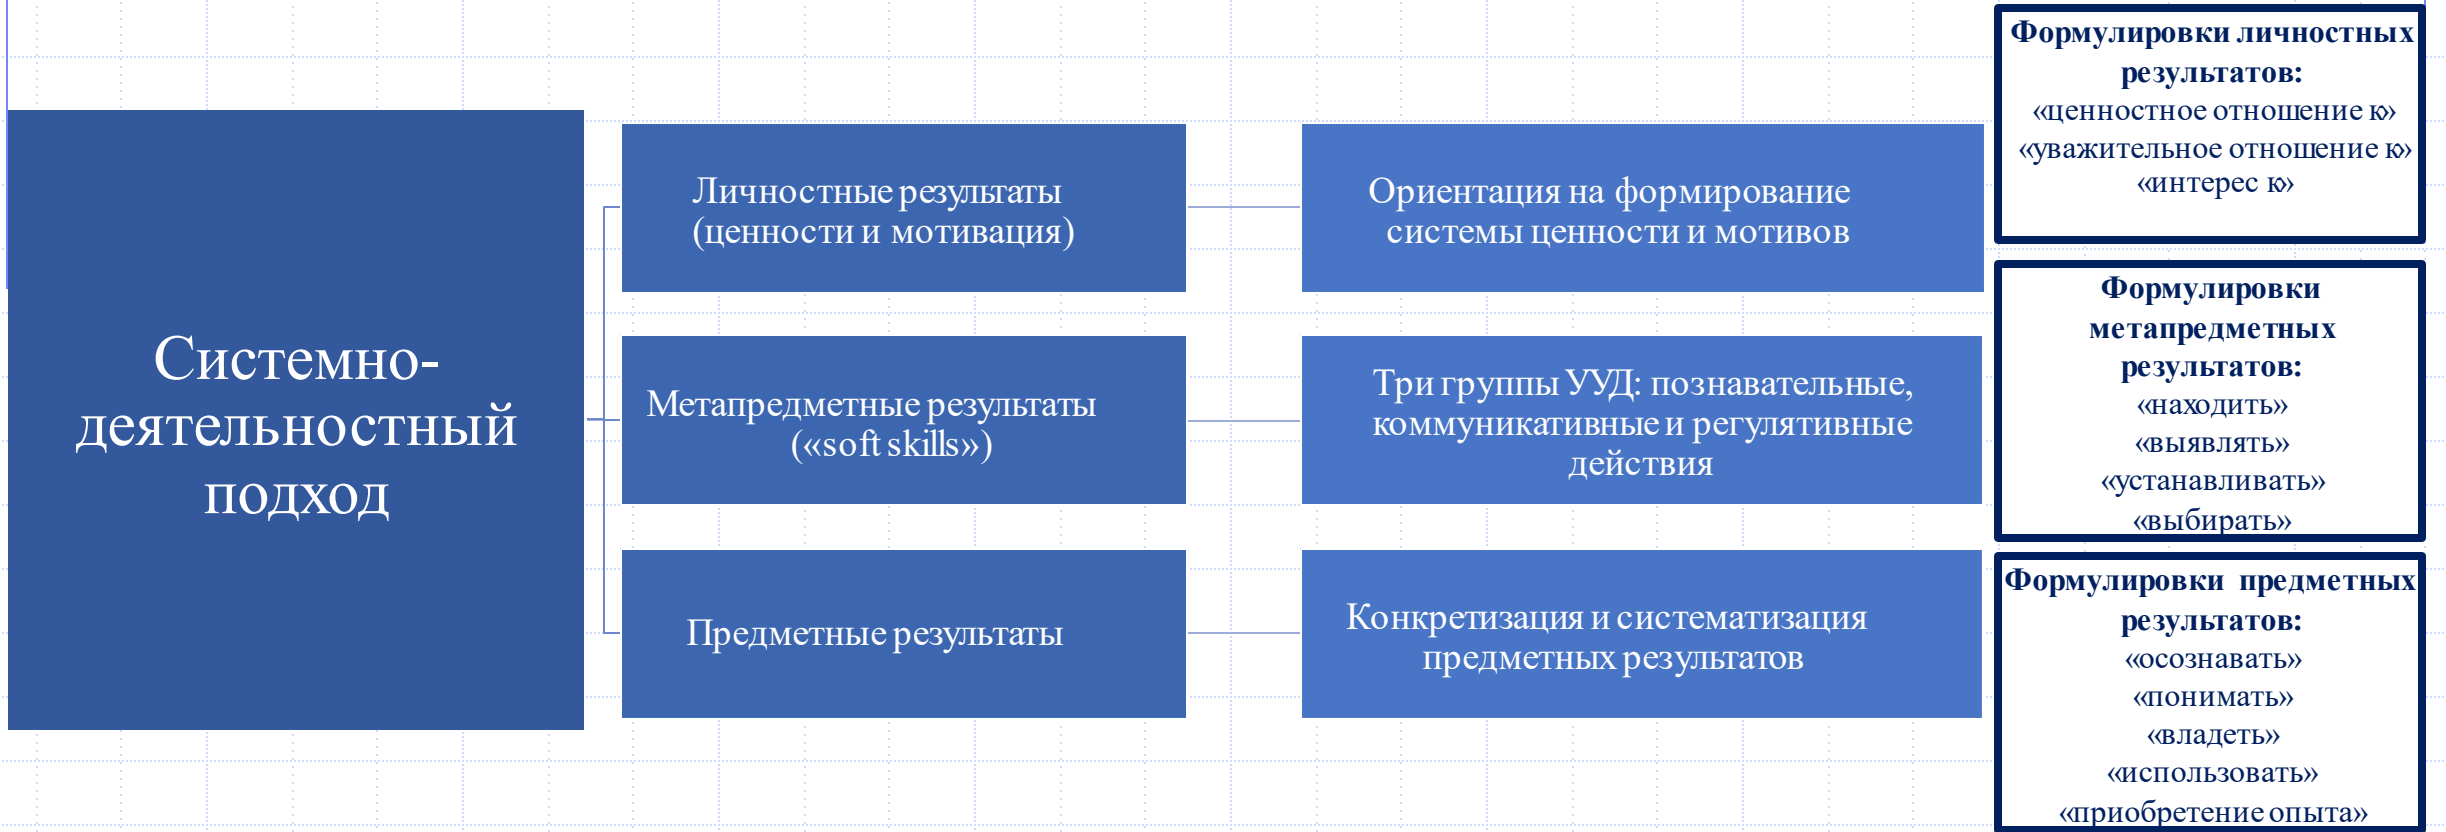 Системно-
деятельностный
подход
Личностные результаты
(ценности и мотивация)
Ориентация на формирование
системы ценности и мотивов
Формулировки личностных
результатов:
«ценностное отношение к»
«уважительное отношение к»
«интерес к»
Метапредметные результаты
(«soft skills»)
Три группы УУД: познавательные,
коммуникативные и регулятивные
действия
Формулировки
метапредметных
результатов:
«находить»
«выявлять»
«устанавливать»
«выбирать»
Предметные результаты
Конкретизация и систематизация
предметных результатов
Формулировки предметных
результатов:
«осознавать»
«понимать»
«владеть»
«использовать»
«приобретение опыта»